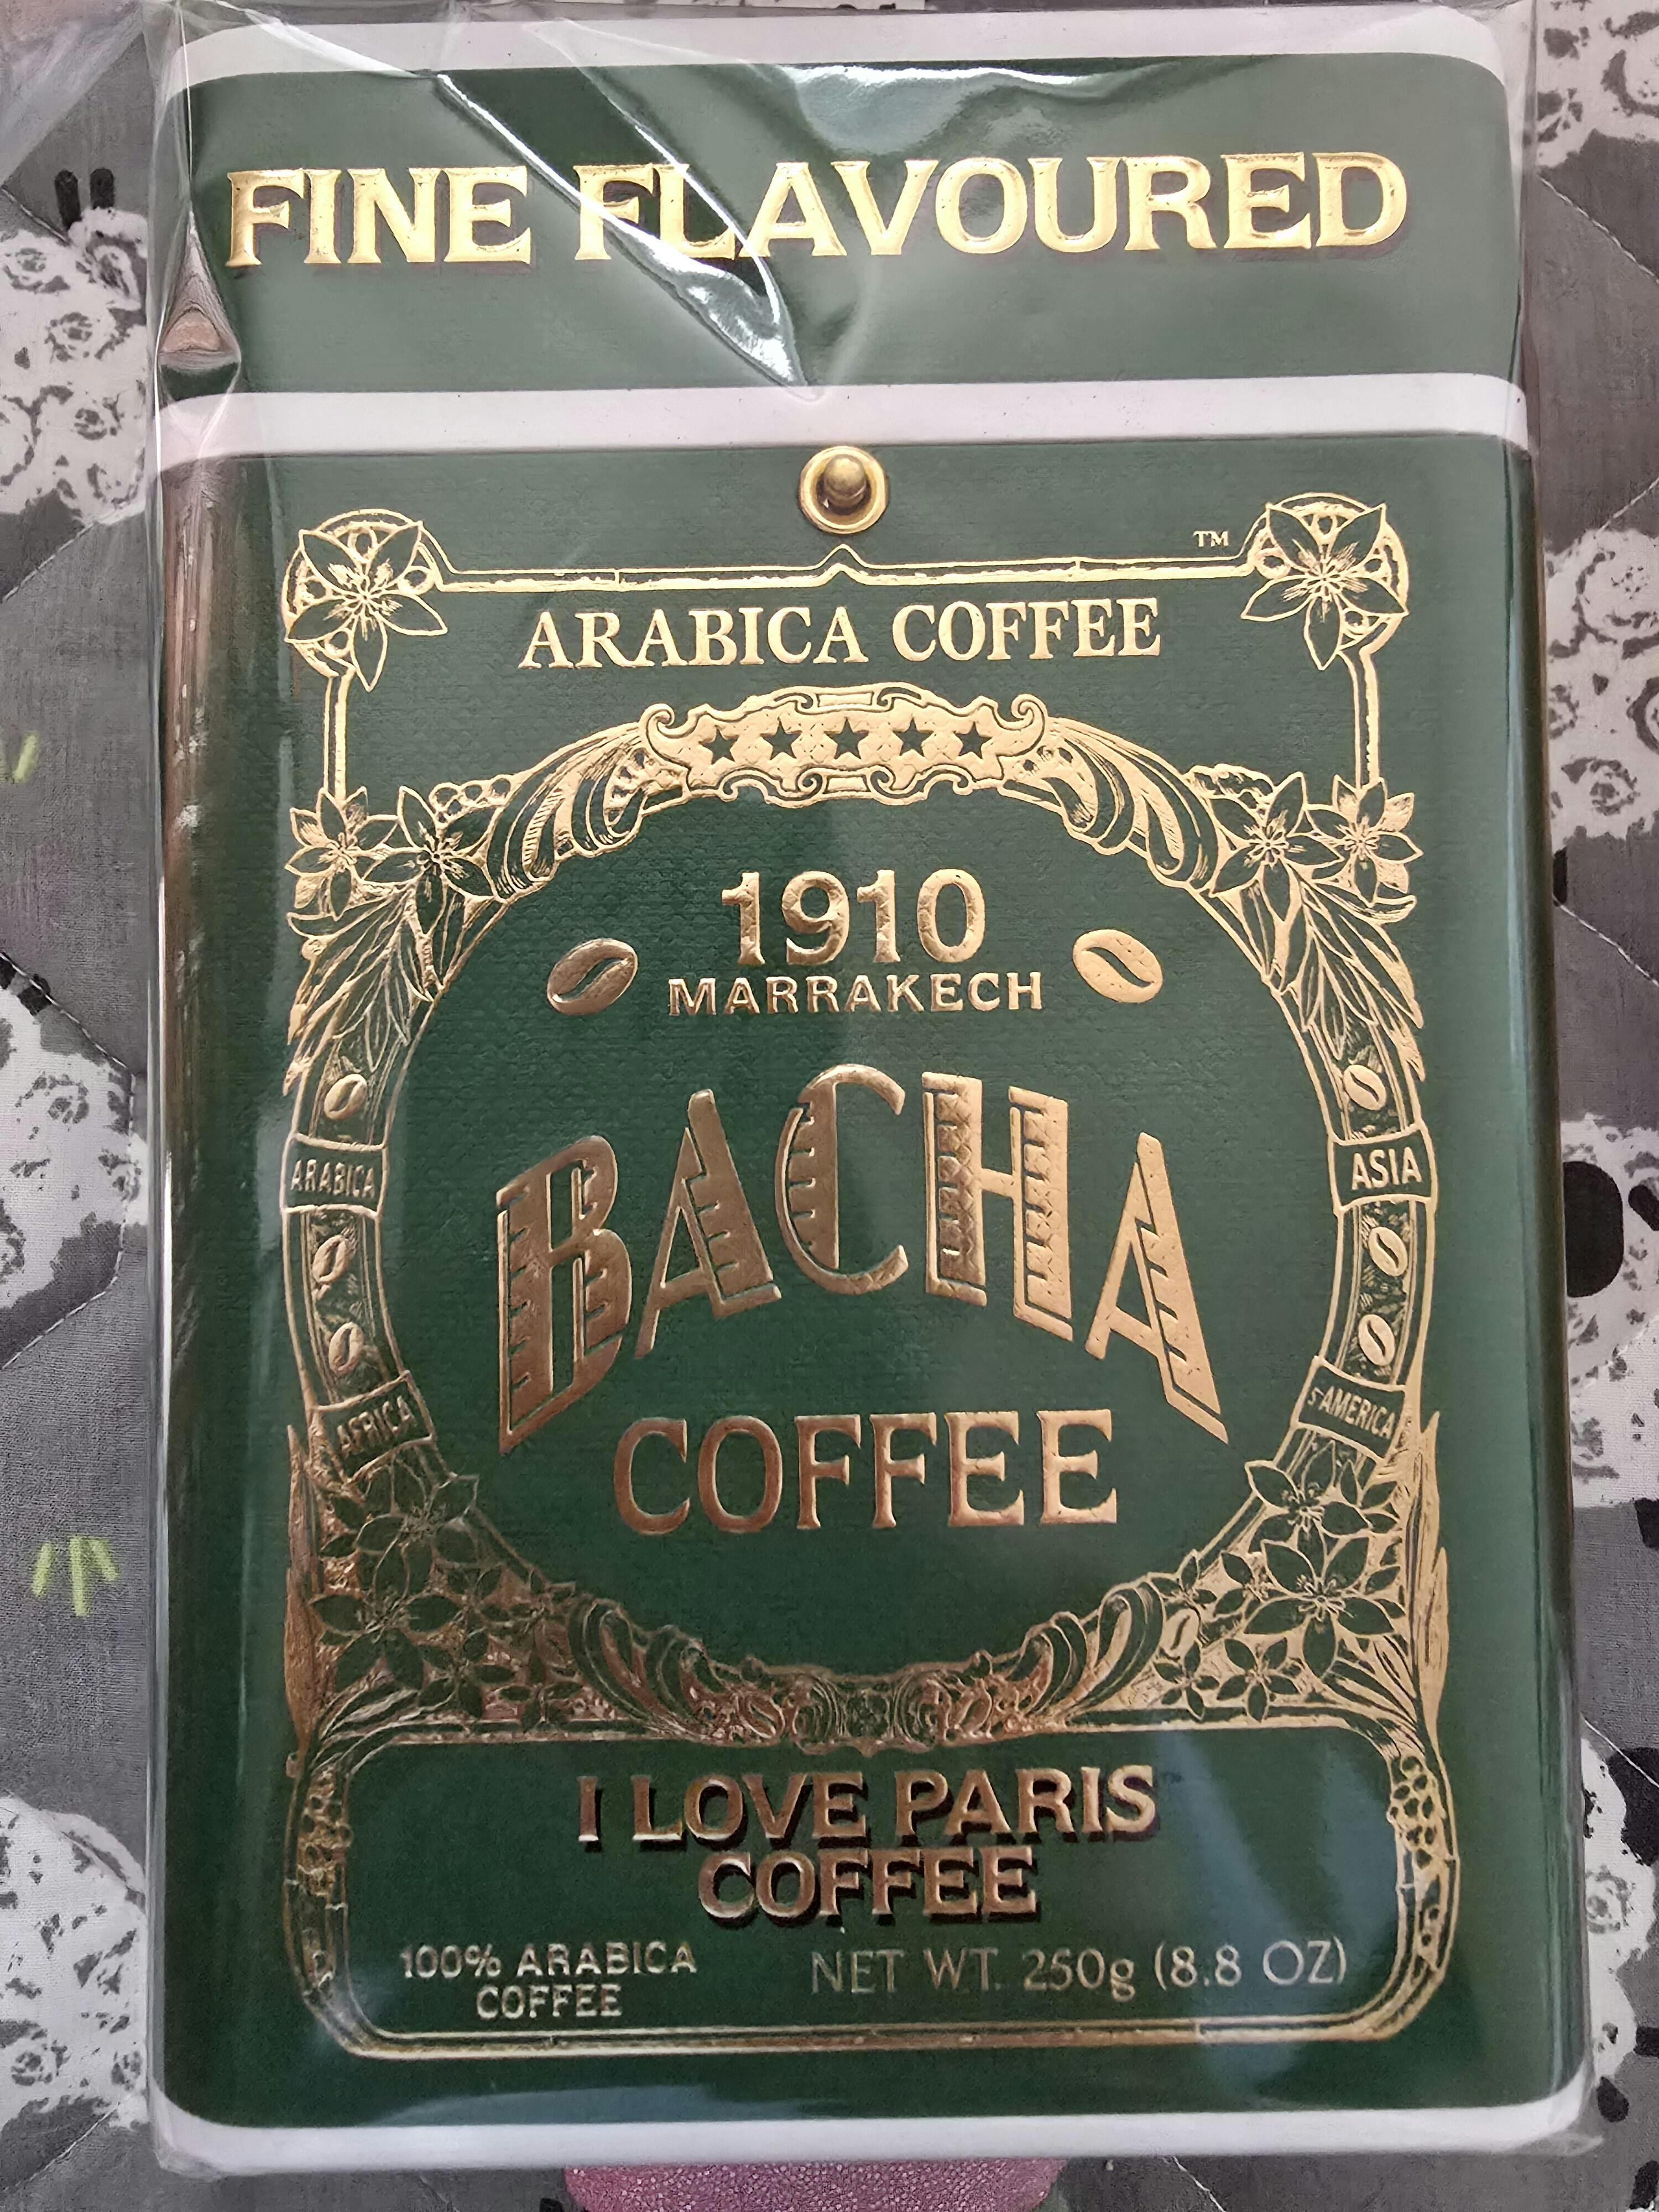 FINE FLAVOURED
TM
ARABICA COFFEE
1910
MARRAKECH
BACHA
COFFEE
ARABICA
ASIA
AFRICA
S AMERICA
I LOVE PARIS™
COFFEE
100% ARABICA
COFFEE
NET WT. 250g (8.8 OZ)